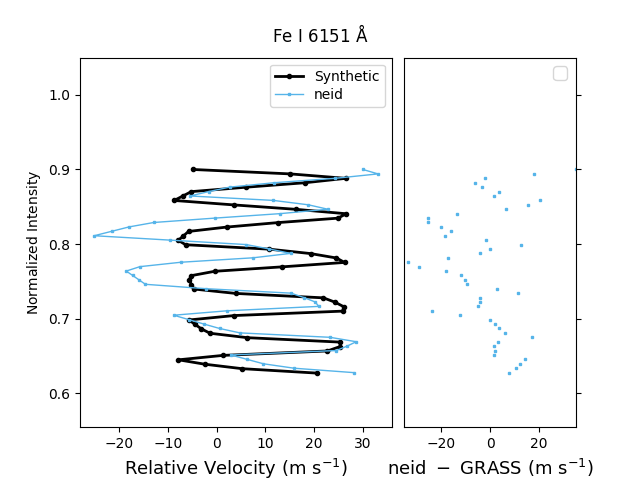 Fe I 6151 Å
Synthetic
neid
Normalized Intensity
1.0
0.9
0.8
0.7
0.6
−20
−10
0
10
20
30
−20
0
20
Relative Velocity (m s⁻¹)
neid − GRASS (m s⁻¹)